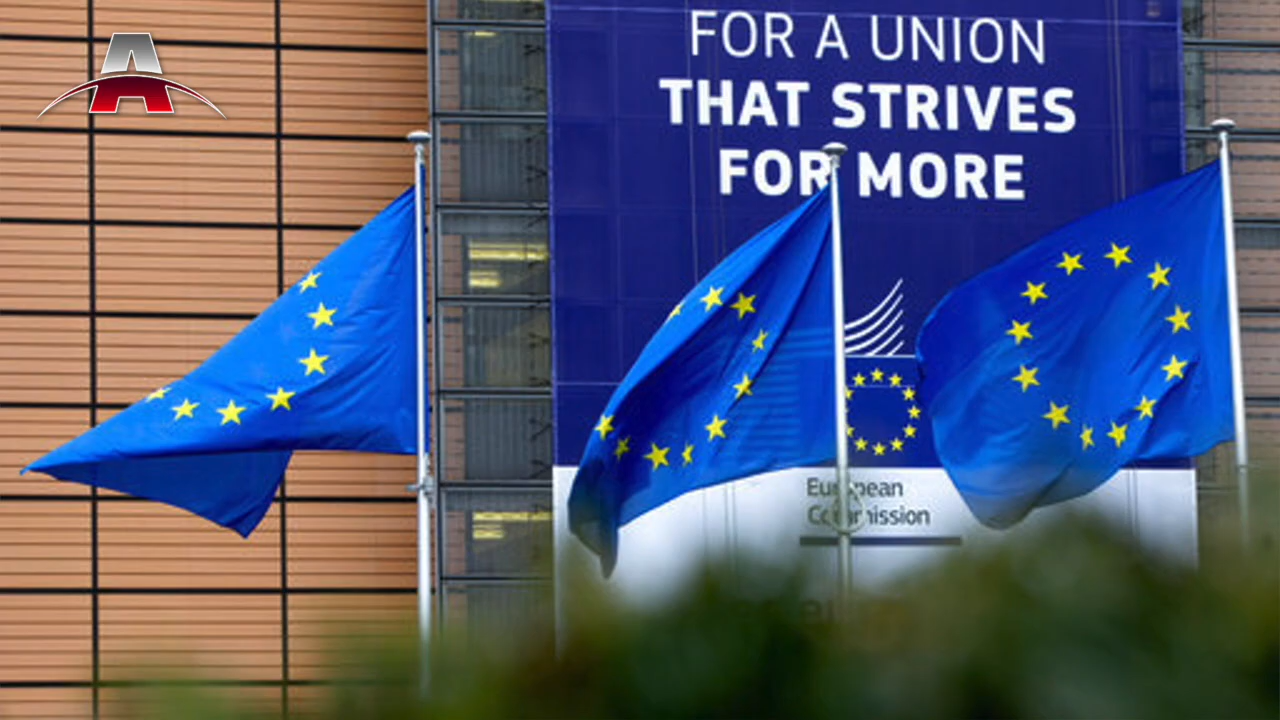 A
FOR A UNION
THAT STRIVES
FOR MORE
European
Commission